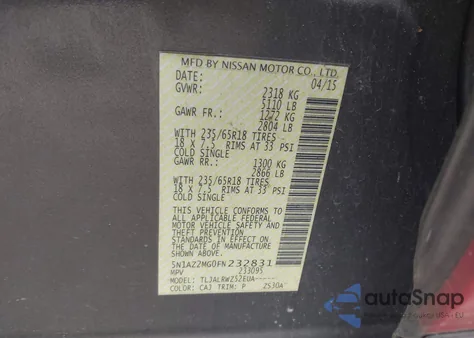 MFD BY NISSAN MOTOR CO., LTD.
DATE: 04/15
GVWR: 2318 KG
5110 LB
GAWR FR.: 1272 KG
2804 LB
WITH 235/65R18 TIRES
18 X 7.5 RIMS AT 33 PSI
COLD SINGLE
GAWR RR.: 1300 KG
2866 LB
WITH 235/65R18 TIRES
18 X 7.5 RIMS AT 33 PSI
COLD SINGLE
THIS VEHICLE CONFORMS TO
ALL APPLICABLE FEDERAL
MOTOR VEHICLE SAFETY
STANDARDS IN EFFECT ON THE
DATE OF MANUFACTURE
SHOWN ABOVE.
5N1AZ2MG0FN232831
MPV 233095
MODEL: TLJALRWZ52EUA------
COLOR: CAJ TRIM: P ZS30A
autoSnap